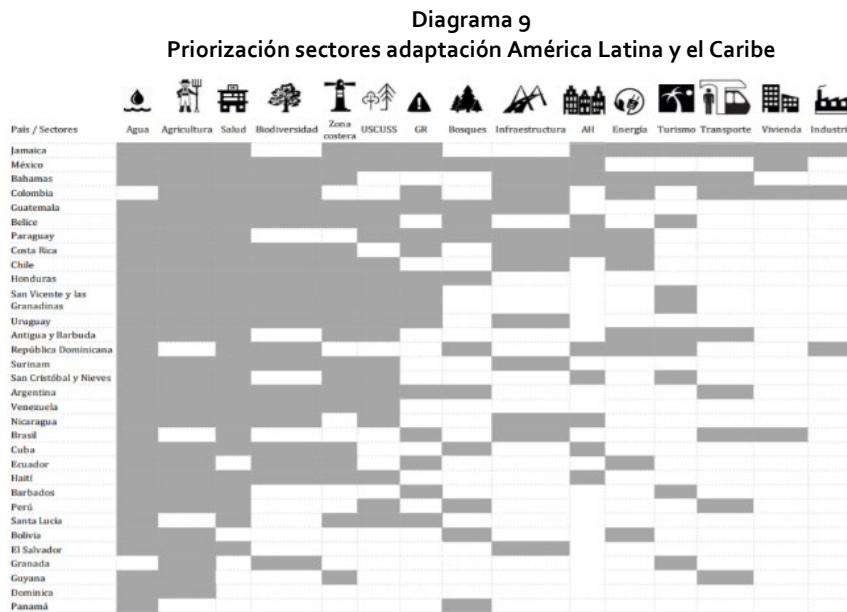 Diagrama 9
Priorización sectores adaptación América Latina y el Caribe
País / Sectores Agua Agricultura Salud Biodiversidad Zona costera USCUSS GR Bosques Infraestructura AH Energía Turismo Transporte Vivienda Industri
Jamaica
México
Bahamas
Colombia
Guatemala
Belice
Paraguay
Costa Rica
Chile
Honduras
San Vicente y las
Granadinas
Uruguay
Antigua y Barbuda
República Dominicana
Surinam
San Cristóbal y Nieves
Argentina
Venezuela
Nicaragua
Brasil
Cuba
Ecuador
Haití
Barbados
Perú
Santa Lucía
Bolivia
El Salvador
Granada
Guyana
Dominica
Panamá